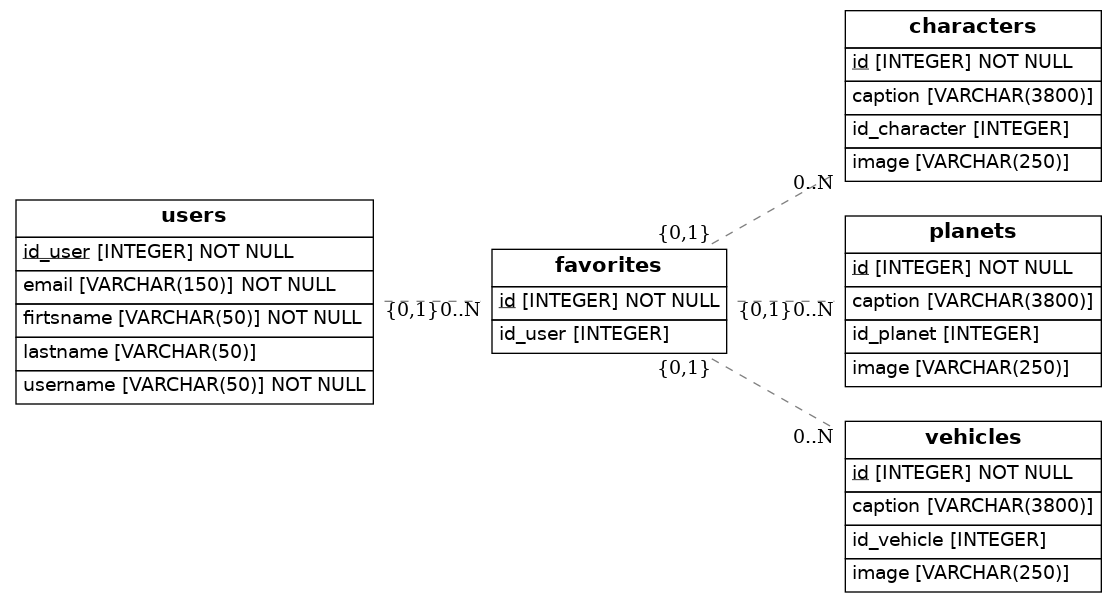 users
id_user [INTEGER] NOT NULL
email [VARCHAR(150)] NOT NULL
firtsname [VARCHAR(50)] NOT NULL
lastname [VARCHAR(50)]
username [VARCHAR(50)] NOT NULL
{0,1}
0..N
favorites
id [INTEGER] NOT NULL
id_user [INTEGER]
{0,1}
0..N
characters
id [INTEGER] NOT NULL
caption [VARCHAR(3800)]
id_character [INTEGER]
image [VARCHAR(250)]
{0,1}
0..N
planets
id [INTEGER] NOT NULL
caption [VARCHAR(3800)]
id_planet [INTEGER]
image [VARCHAR(250)]
{0,1}
0..N
vehicles
id [INTEGER] NOT NULL
caption [VARCHAR(3800)]
id_vehicle [INTEGER]
image [VARCHAR(250)]